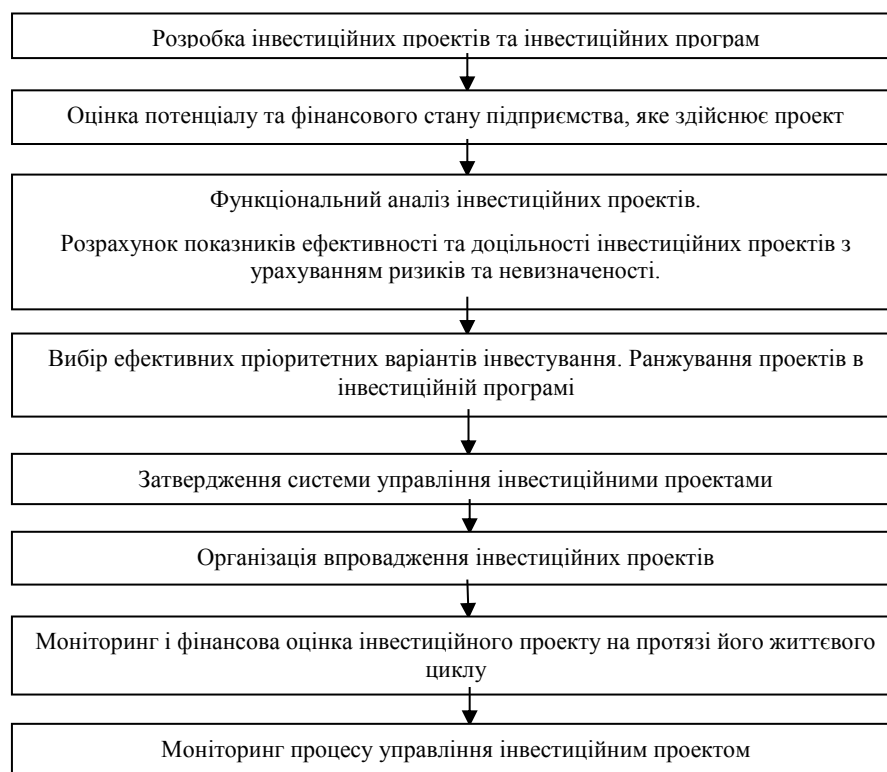 Розробка інвестиційних проектів та інвестиційних програм
Оцінка потенціалу та фінансового стану підприємства, яке здійснює проект
Функціональний аналіз інвестиційних проектів.
Розрахунок показників ефективності та доцільності інвестиційних проектів з
урахуванням ризиків та невизначеності.
Вибір ефективних пріоритетних варіантів інвестування. Ранжування проектів в
інвестиційній програмі
Затвердження системи управління інвестиційними проектами
Організація впровадження інвестиційних проектів
Моніторинг і фінансова оцінка інвестиційного проекту на протязі його життєвого
циклу
Моніторинг процесу управління інвестиційним проектом